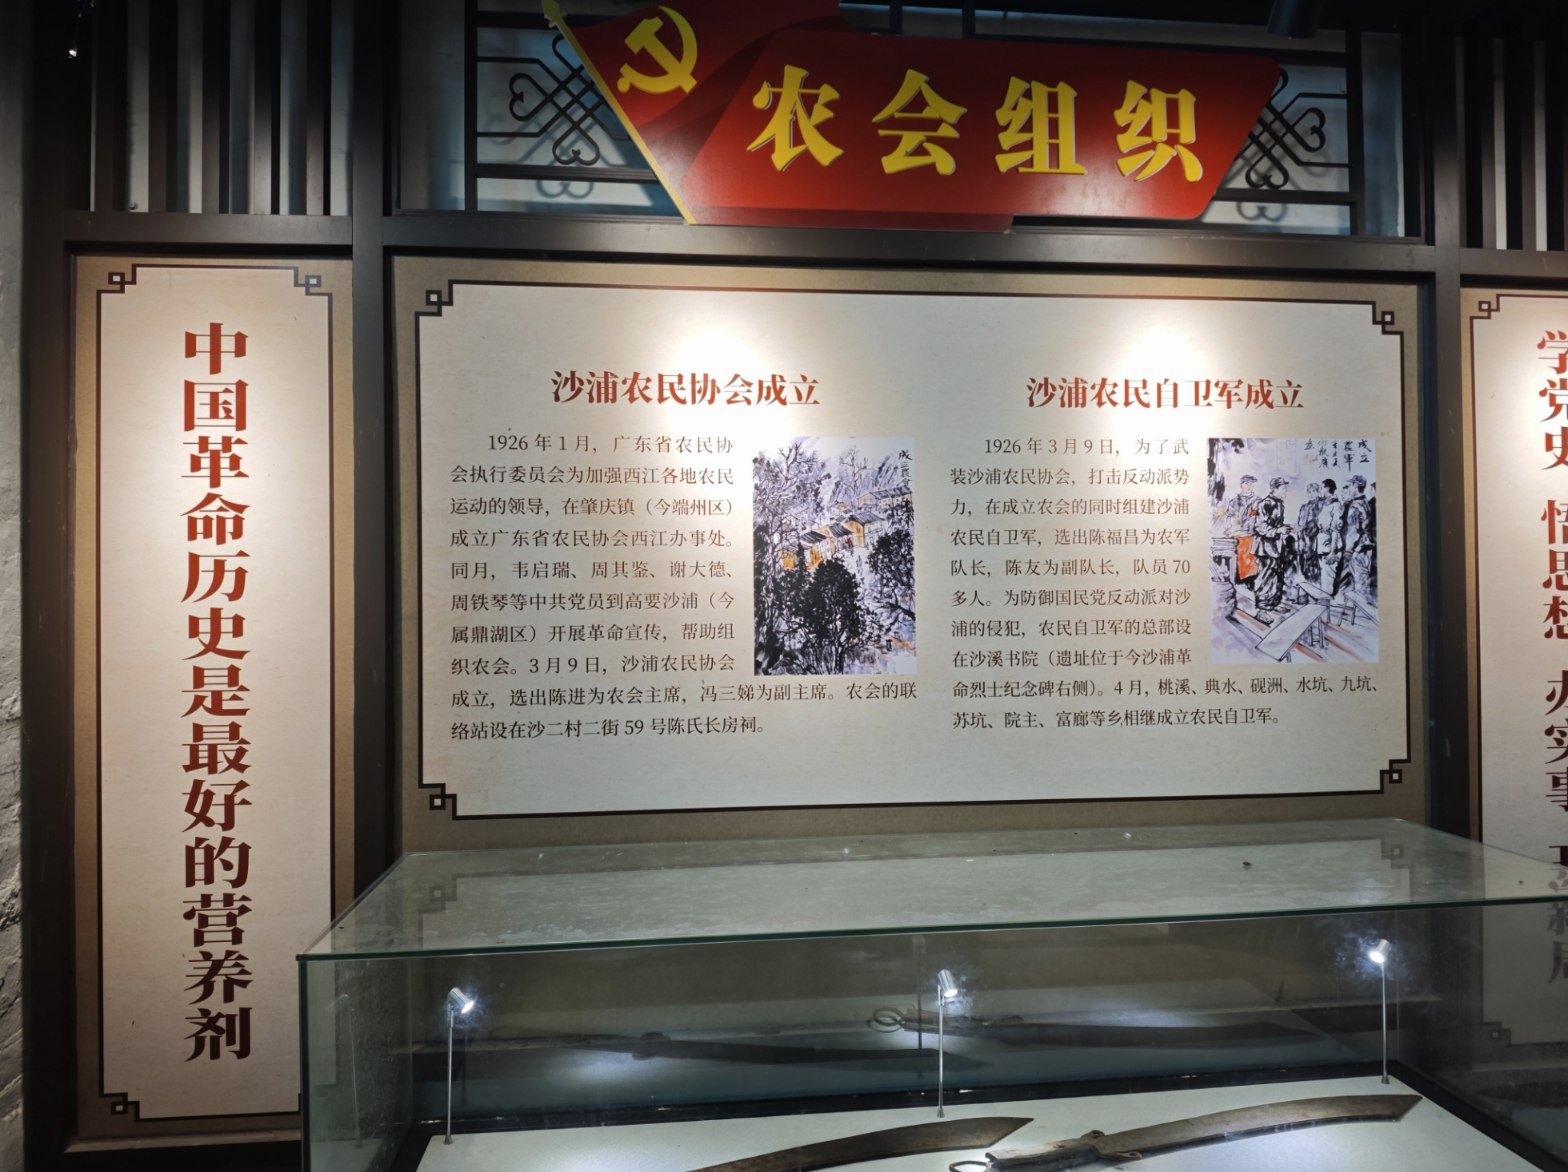 农会组织
中国革命历史是最好的营养剂
沙浦农民协会成立
1926年1月，广东省农民协
会执行委员会为加强西江各地农民
运动的领导，在肇庆镇（今端州区）
成立广东省农民协会西江办事处。
同月，韦启瑞、周其鉴、谢大德、
周铁琴等中共党员到高要沙浦（今
属鼎湖区）开展革命宣传，帮助组
织农会。3月9日，沙浦农民协会
成立，选出陈进为农会主席，冯三娣为副主席。农会的联
络站设在沙二村二街59号陈氏长房祠。
沙浦农民自卫军成立
1926年3月9日，为了武
装沙浦农民协会，打击反动派势
力，在成立农会的同时组建沙浦
农民自卫军，选出陈福昌为农军
队长，陈友为副队长，队员70
多人。为防御国民党反动派对沙
浦的侵犯，农民自卫军的总部设
在沙溪书院（遗址位于今沙浦革
命烈士纪念碑右侧）。4月，桃溪、典水、砚洲、水坑、九坑、
苏坑、院主、富廊等乡相继成立农民自卫军。
学党史 悟思想 办实事